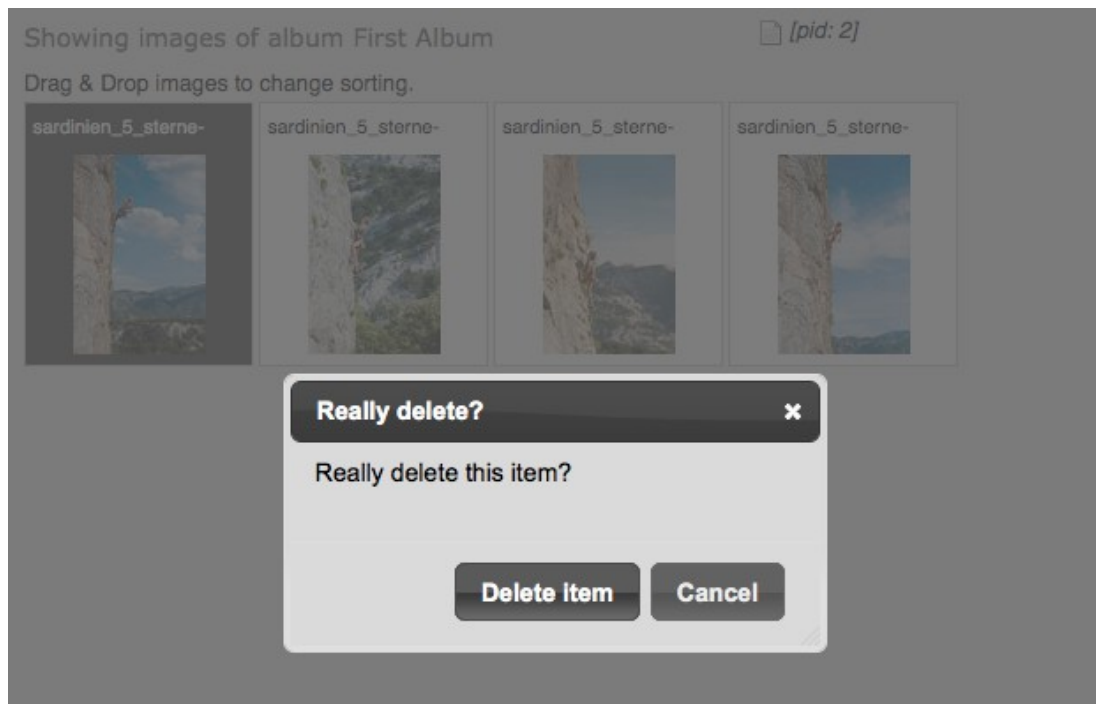 Showing images of album First Album
[pid: 2]
Drag & Drop images to change sorting.
sardinien_5_sterne-
sardinien_5_sterne-
sardinien_5_sterne-
sardinien_5_sterne-
Really delete?
Really delete this item?
Delete item
Cancel